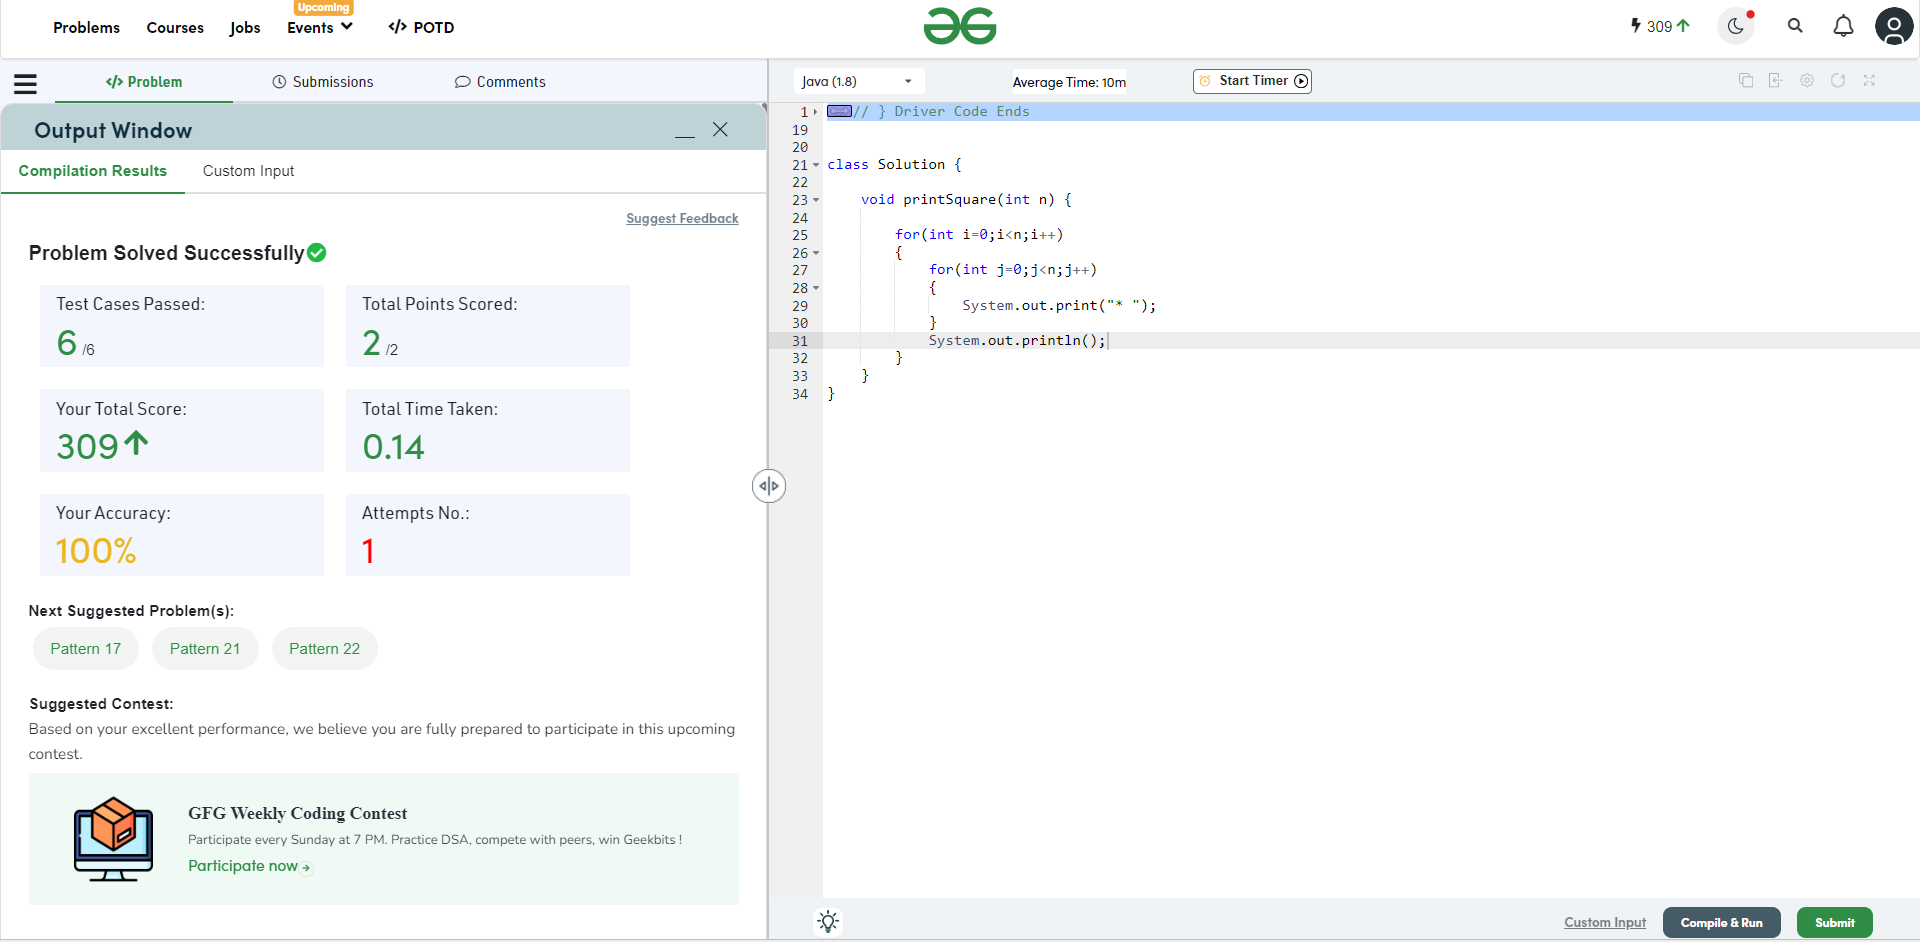 Problems
Courses
Jobs
Upcoming
Events
</> POTD
309
</> Problem
Submissions
Comments
Output Window
Compilation Results
Custom Input
Suggest Feedback
Problem Solved Successfully
Test Cases Passed:
6 /6
Total Points Scored:
2 /2
Your Total Score:
309
Total Time Taken:
0.14
Your Accuracy:
100%
Attempts No.:
1
Next Suggested Problem(s):
Pattern 17
Pattern 21
Pattern 22
Suggested Contest:
Based on your excellent performance, we believe you are fully prepared to participate in this upcoming
contest.
GFG Weekly Coding Contest
Participate every Sunday at 7 PM. Practice DSA, compete with peers, win Geekbits !
Participate now
Java (1.8)
Average Time: 10m
Start Timer
1 // } Driver Code Ends
19
20
21 class Solution {
22
23 void printSquare(int n) {
24
25 for(int i=0;i<n;i++)
26 {
27 for(int j=0;j<n;j++)
28 {
29 System.out.print("* ");
30 }
31 System.out.println();
32 }
33 }
34 }
Custom Input
Compile & Run
Submit